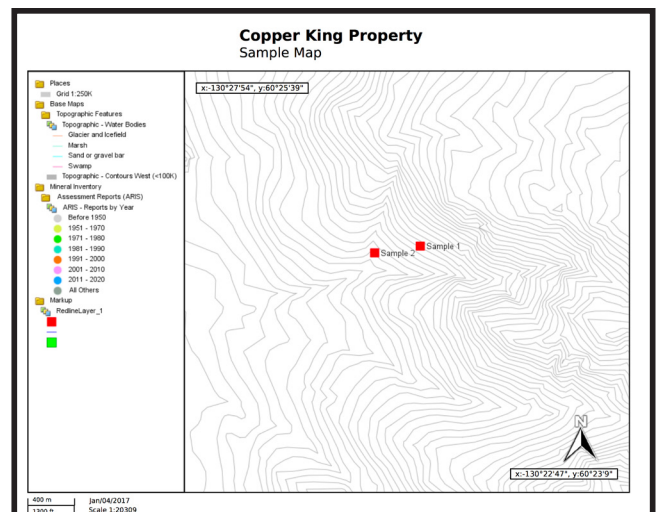 Copper King Property
Sample Map
Places
Grid 1:250K
Base Maps
Topographic Features
Topographic - Water Bodies
Glacier and Icefield
Marsh
Sand or gravel bar
Swamp
Topographic - Contours West (<100K)
Mineral Inventory
Assessment Reports (ARIS)
ARIS - Reports by Year
Before 1950
1951 - 1970
1971 - 1980
1981 - 1990
1991 - 2000
2001 - 2010
2011 - 2020
All Others
Markup
RedlineLayer_1
x:-130°27'54", y:60°25'39"
Sample 1
Sample 2
N
x:-130°22'47", y:60°23'9"
400 m
1300 ft
Jan/04/2017
Scale 1:20309